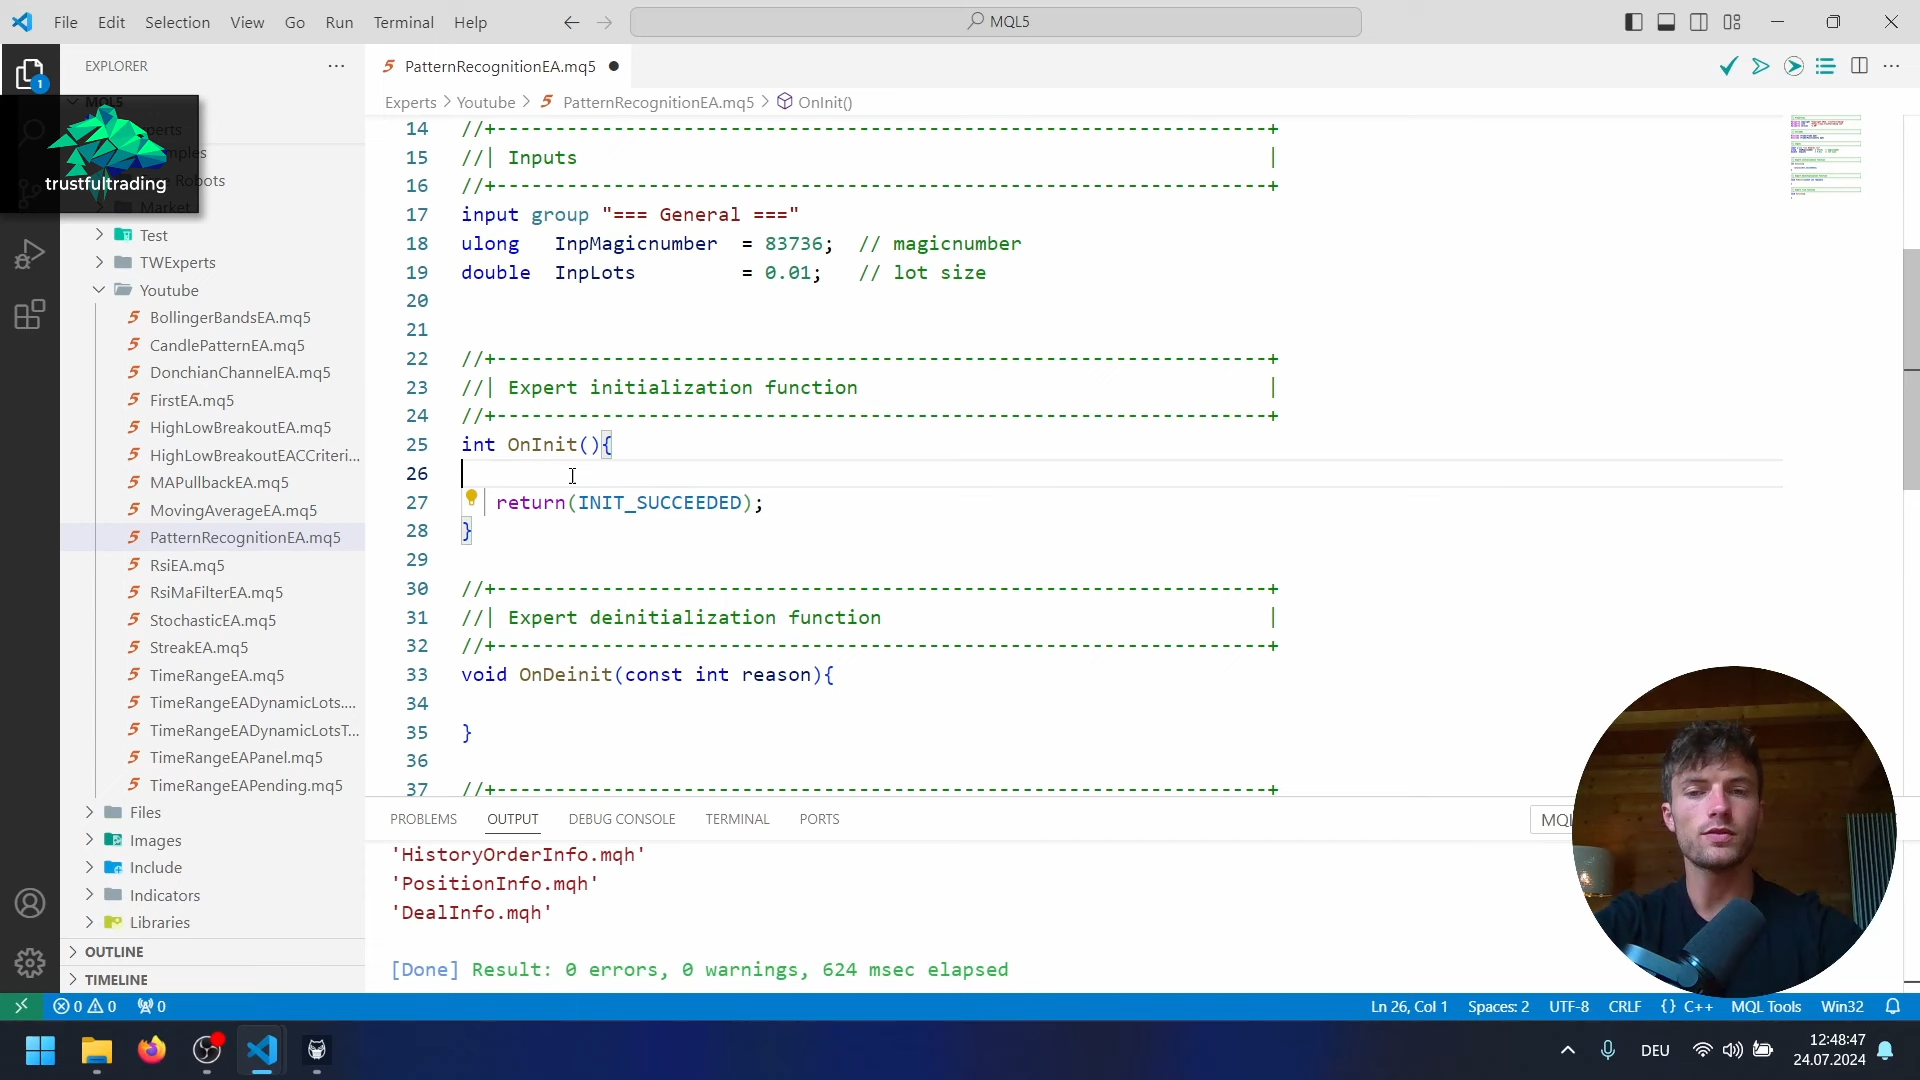 File Edit Selection View Go Run Terminal Help
MQL5
EXPLORER
PatternRecognitionEA.mq5
Experts > Youtube > PatternRecognitionEA.mq5 > OnInit()
MQL5
trustfultrading
Market
Test
TWExperts
Youtube
BollingerBandsEA.mq5
CandlePatternEA.mq5
DonchianChannelEA.mq5
FirstEA.mq5
HighLowBreakoutEA.mq5
HighLowBreakoutEACCriteri...
MAPullbackEA.mq5
MovingAverageEA.mq5
PatternRecognitionEA.mq5
RsiEA.mq5
RsiMaFilterEA.mq5
StochasticEA.mq5
StreakEA.mq5
TimeRangeEA.mq5
TimeRangeEADynamicLots....
TimeRangeEADynamicLotsT...
TimeRangeEAPanel.mq5
TimeRangeEAPending.mq5
Files
Images
Include
Indicators
Libraries
OUTLINE
TIMELINE
14 //+------------------------------------------------------------------+
15 //| Inputs |
16 //+------------------------------------------------------------------+
17 input group "=== General ==="
18 ulong InpMagicnumber = 83736; // magicnumber
19 double InpLots = 0.01; // lot size
20
21
22 //+------------------------------------------------------------------+
23 //| Expert initialization function |
24 //+------------------------------------------------------------------+
25 int OnInit(){
26
27 return(INIT_SUCCEEDED);
28 }
29
30 //+------------------------------------------------------------------+
31 //| Expert deinitialization function |
32 //+------------------------------------------------------------------+
33 void OnDeinit(const int reason){
34
35 }
36
37 //+------------------------------------------------------------------+
PROBLEMS OUTPUT DEBUG CONSOLE TERMINAL PORTS
'HistoryOrderInfo.mqh'
'PositionInfo.mqh'
'DealInfo.mqh'
[Done] Result: 0 errors, 0 warnings, 624 msec elapsed
0 0 0 Ln 26, Col 1 Spaces: 2 UTF-8 CRLF {} C++ MQL Tools Win32
DEU
12:48:47
24.07.2024